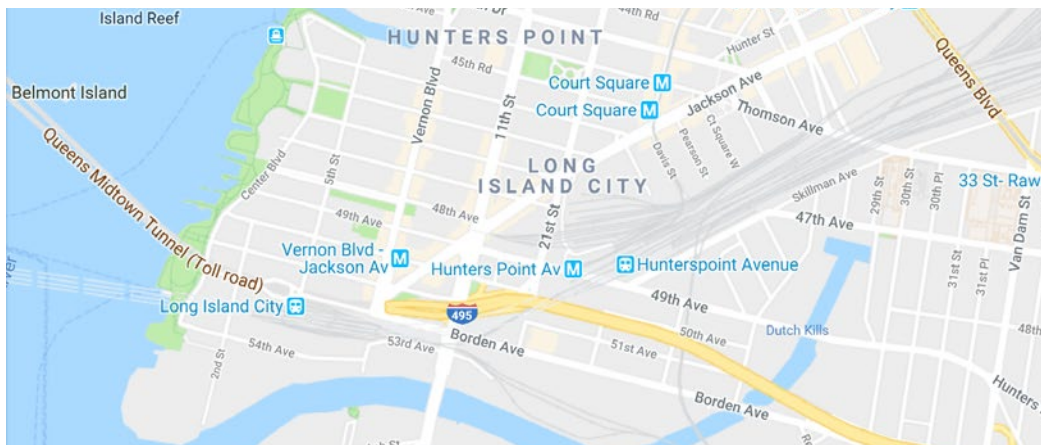 Island Reef
44th Rd
HUNTERS POINT
Hunter St
Queens Blvd
45th Rd
Court Square M
Belmont Island
Vernon Blvd
11th St
Court Square M
Jackson Ave
Thomson Ave
Queens Midtown Tunnel (Toll road)
Center Blvd
5th St
Davis St
Pearson St
Ct Square W
LONG
ISLAND CITY
Skillman Ave
29th St
30th St
30th Pl
33 St- Raw
49th Ave
48th Ave
21st St
47th Ave
Van Dam St
Vernon Blvd -
Jackson Av M
Hunters Point Av M
Hunterspoint Avenue
31st St
31st Pl
Long Island City
495
49th Ave
Dutch Kills
50th Ave
48th
54th Ave
53rd Ave
Borden Ave
51st Ave
2nd St
Hunters
Borden Ave